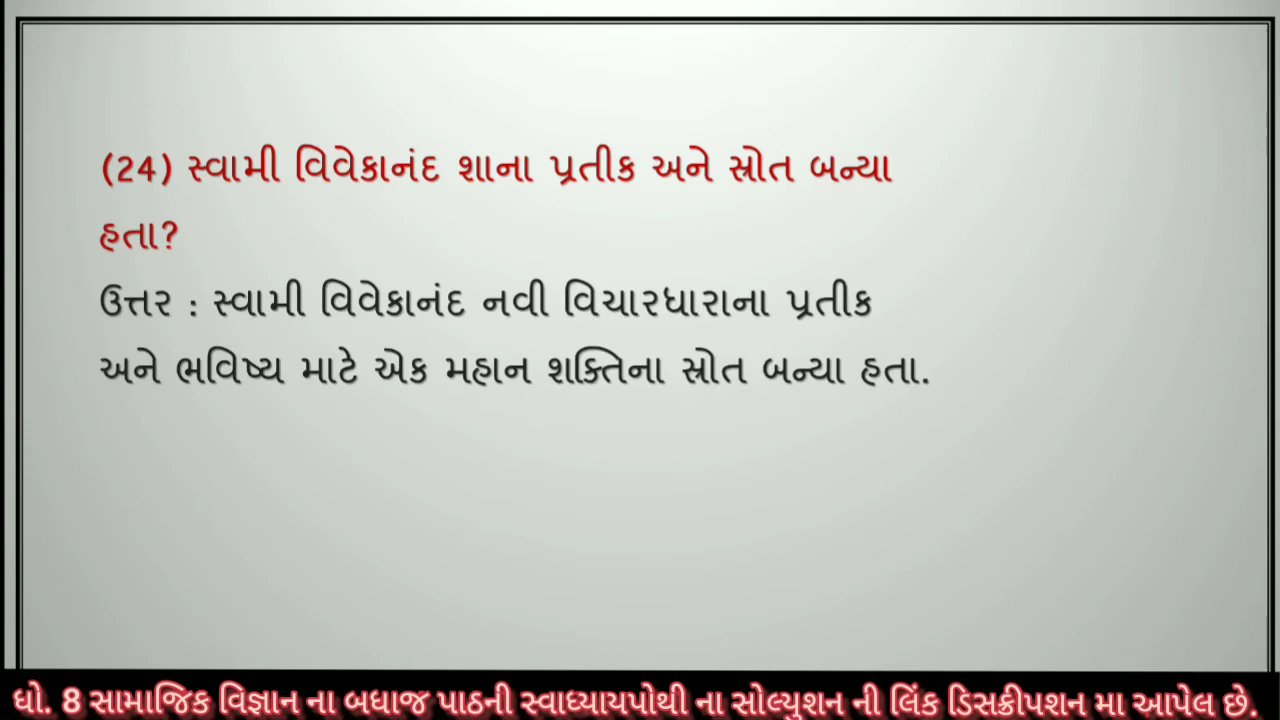 (24) સ્વામી વિવેકાનંદ શાના પ્રતીક અને સ્રોત બન્યા
હતા?
ઉત્તર : સ્વામી વિવેકાનંદ નવી વિચારધારાના પ્રતીક
અને ભવિષ્ય માટે એક મહાન શક્તિના સ્રોત બન્યા હતા.
ધો. 8 સામાજિક વિજ્ઞાન ના બધાજ પાઠની સ્વાધ્યાયપોથી ના સોલ્યુશન ની લિંક ડિસક્રીપશન મા આપેલ છે.